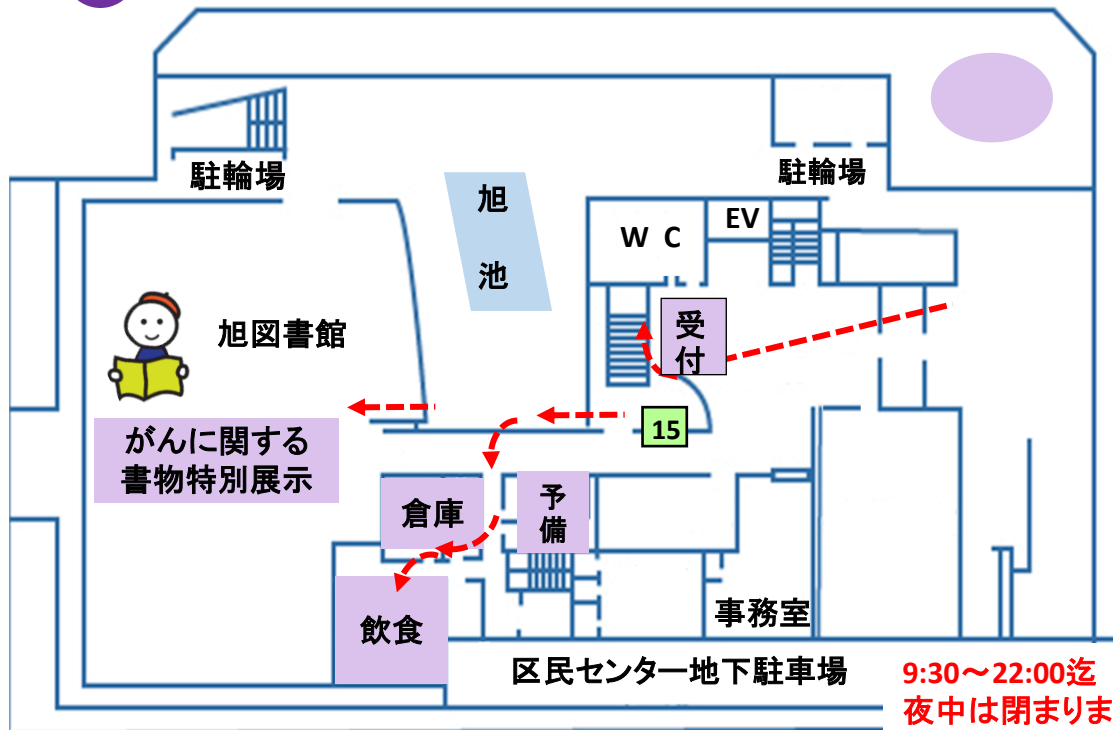 駐輪場
駐輪場
旭
池
W C
EV
受
付
旭図書館
15
がんに関する
書物特別展示
倉庫
予
備
飲食
事務室
区民センター地下駐車場
9:30～22:00迄
夜中は閉まりま